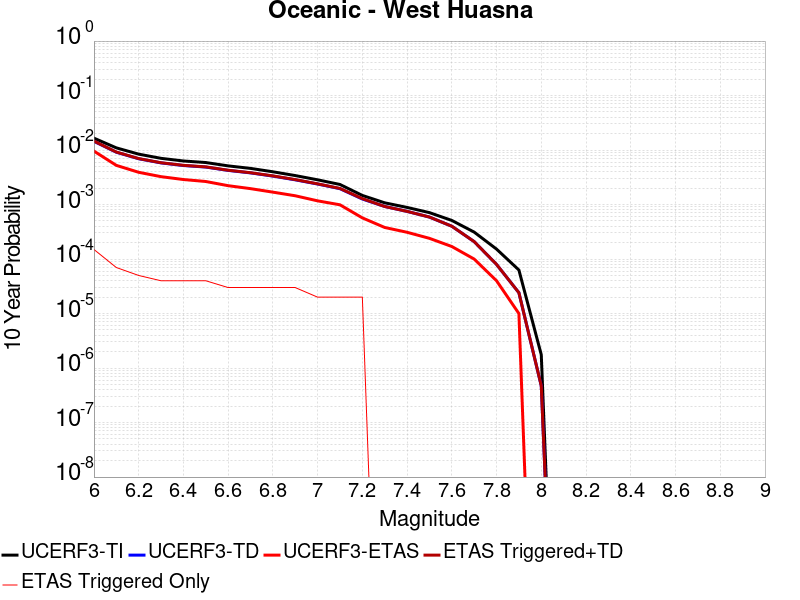 Oceanic - West Huasna
10^0
10^-1
10^-2
10^-3
10^-4
10^-5
10^-6
10^-7
10^-8
10 Year Probability
6 6.2 6.4 6.6 6.8 7 7.2 7.4 7.6 7.8 8 8.2 8.4 8.6 8.8 9
Magnitude
UCERF3-TI UCERF3-TD UCERF3-ETAS ETAS Triggered+TD
ETAS Triggered Only